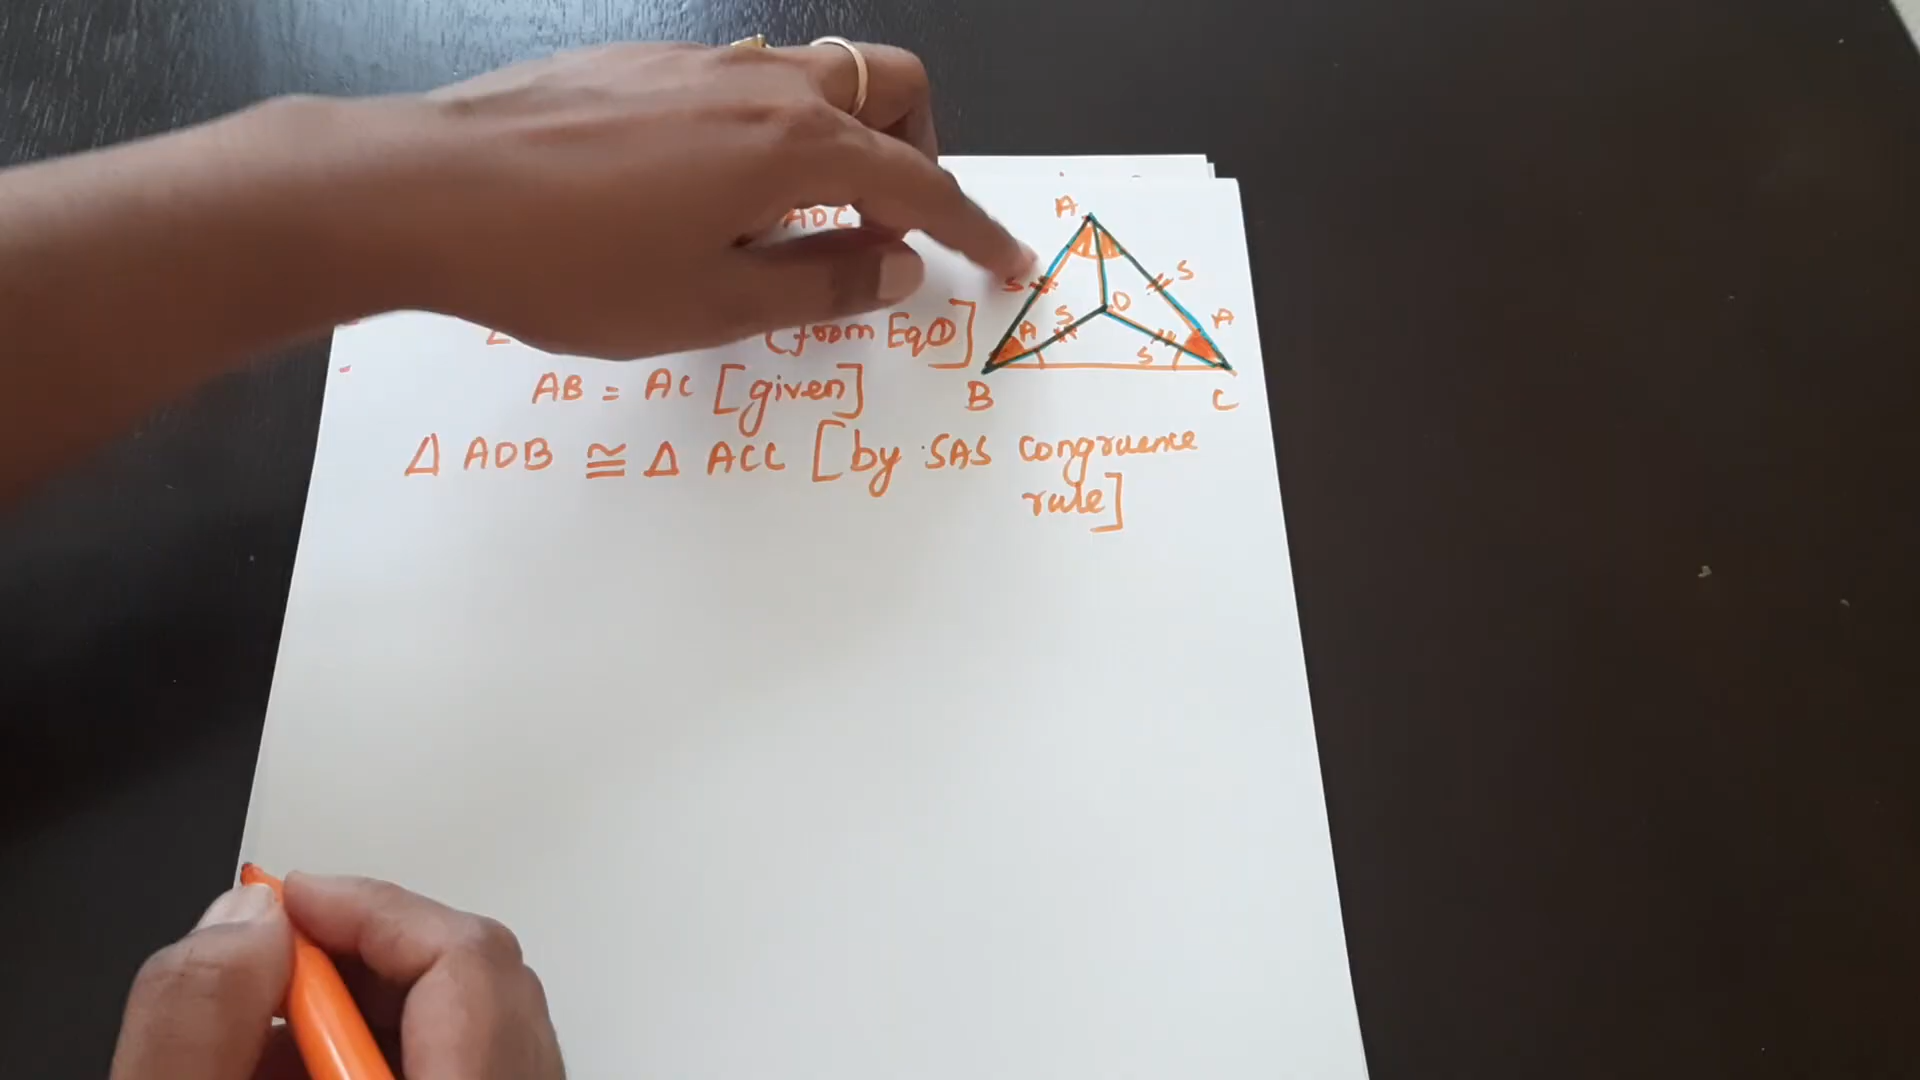 ADC
[from Eq①]
AB = AC [given]
Δ ADB ≅ Δ ACC [by SAS congruence
rule]
A
S S
O
S A
A S
B C